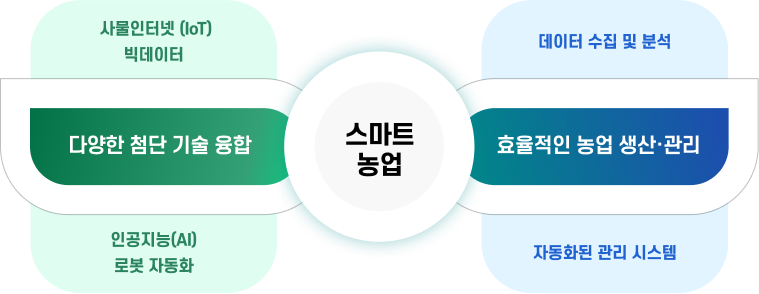 사물인터넷 (IoT)
빅데이터
데이터 수집 및 분석
다양한 첨단 기술 융합
스마트
농업
효율적인 농업 생산·관리
인공지능(AI)
로봇 자동화
자동화된 관리 시스템